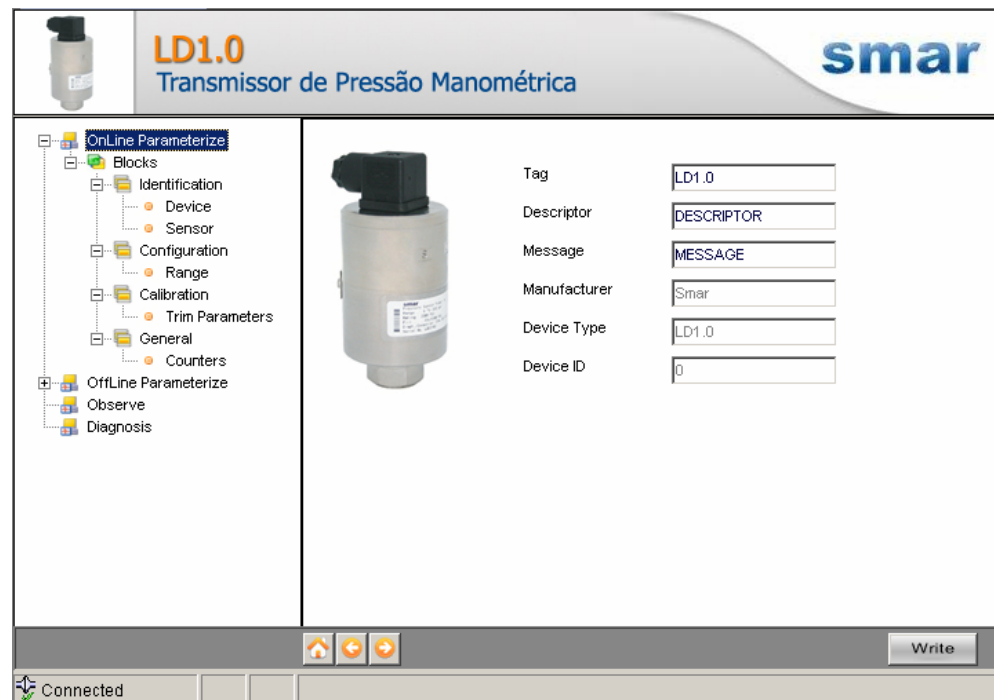 LD1.0
Transmissor de Pressão Manométrica
smar
OnLine Parameterize
Blocks
Identification
Device
Sensor
Configuration
Range
Calibration
Trim Parameters
General
Counters
OffLine Parameterize
Observe
Diagnosis
Tag LD1.0
Descriptor DESCRIPTOR
Message MESSAGE
Manufacturer Smar
Device Type LD1.0
Device ID 0
Write
Connected